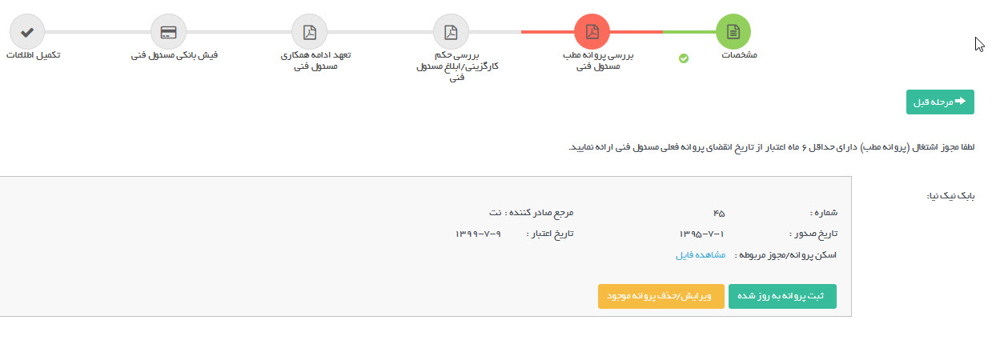 مشخصات
بررسی پروانه مطب
مسئول فنی
بررسی حکم
کارگزینی/ابلاغ مسئول
فنی
تعهد ادامه همکاری
مسئول فنی
فیش بانکی مسئول فنی
تکمیل اطلاعات
مرحله قبل
لطفا مجوز اشتغال (پروانه مطب) دارای حداقل ۶ ماه اعتبار از تاریخ انقضای پروانه فعلی مسئول فنی ارائه نمایید.
بابک نیک نیا:
شماره : ۴۵ مرجع صادر کننده : نت
تاریخ صدور : ۱۳۹۵-۷-۱ تاریخ اعتبار : ۱۳۹۹-۷-۹
اسکن پروانه/مجوز مربوطه : مشاهده فایل
ثبت پروانه به روز شده ویرایش/حذف پروانه موجود